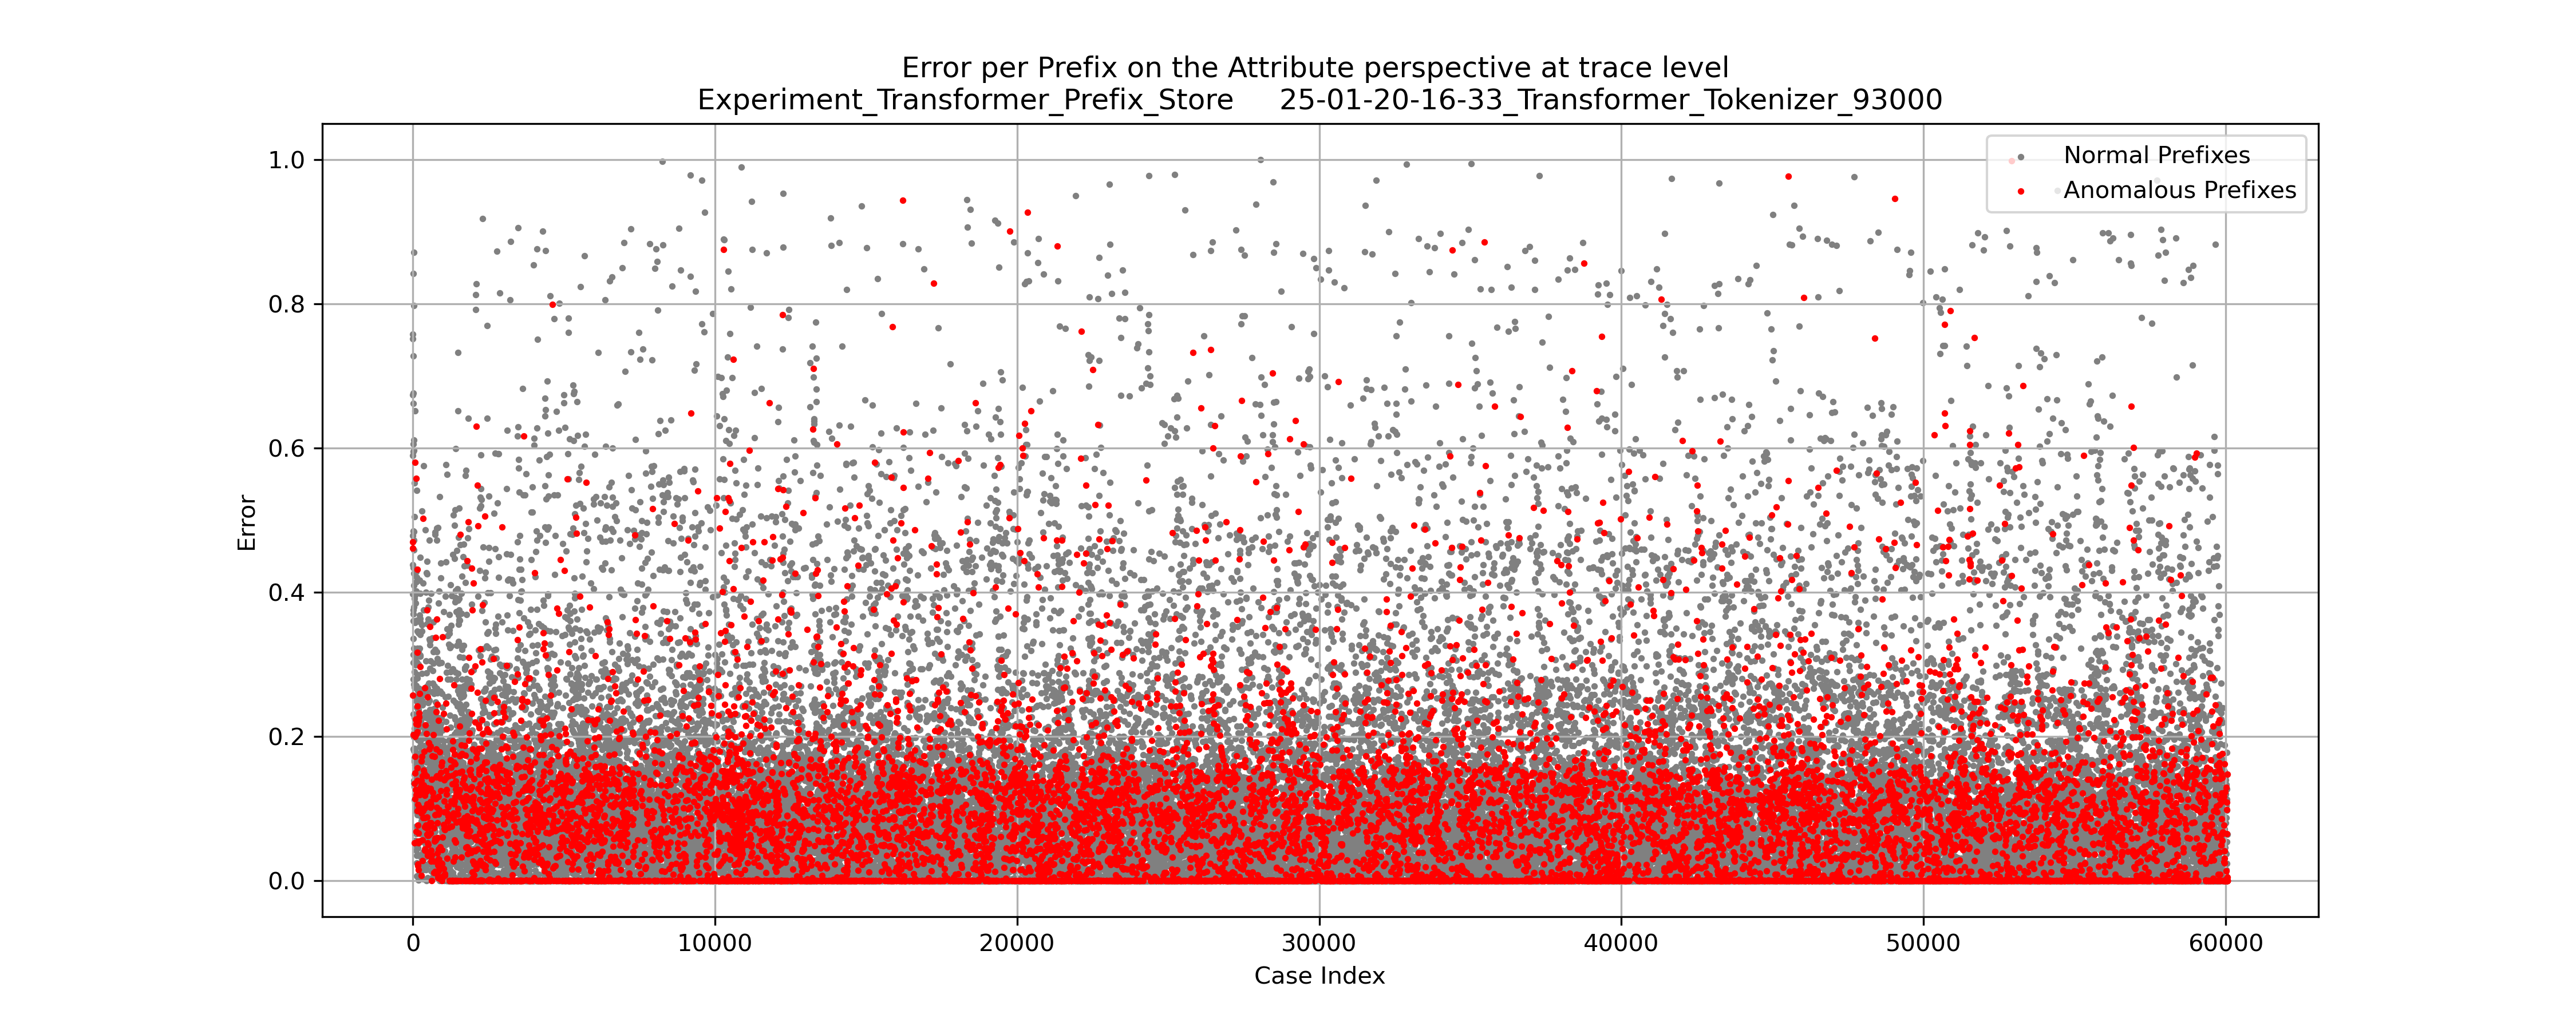 Error per Prefix on the Attribute perspective at trace level
Experiment_Transformer_Prefix_Store 25-01-20-16-33_Transformer_Tokenizer_93000
Normal Prefixes
Anomalous Prefixes
Error
1.0
0.8
0.6
0.4
0.2
0.0
0 10000 20000 30000 40000 50000 60000
Case Index